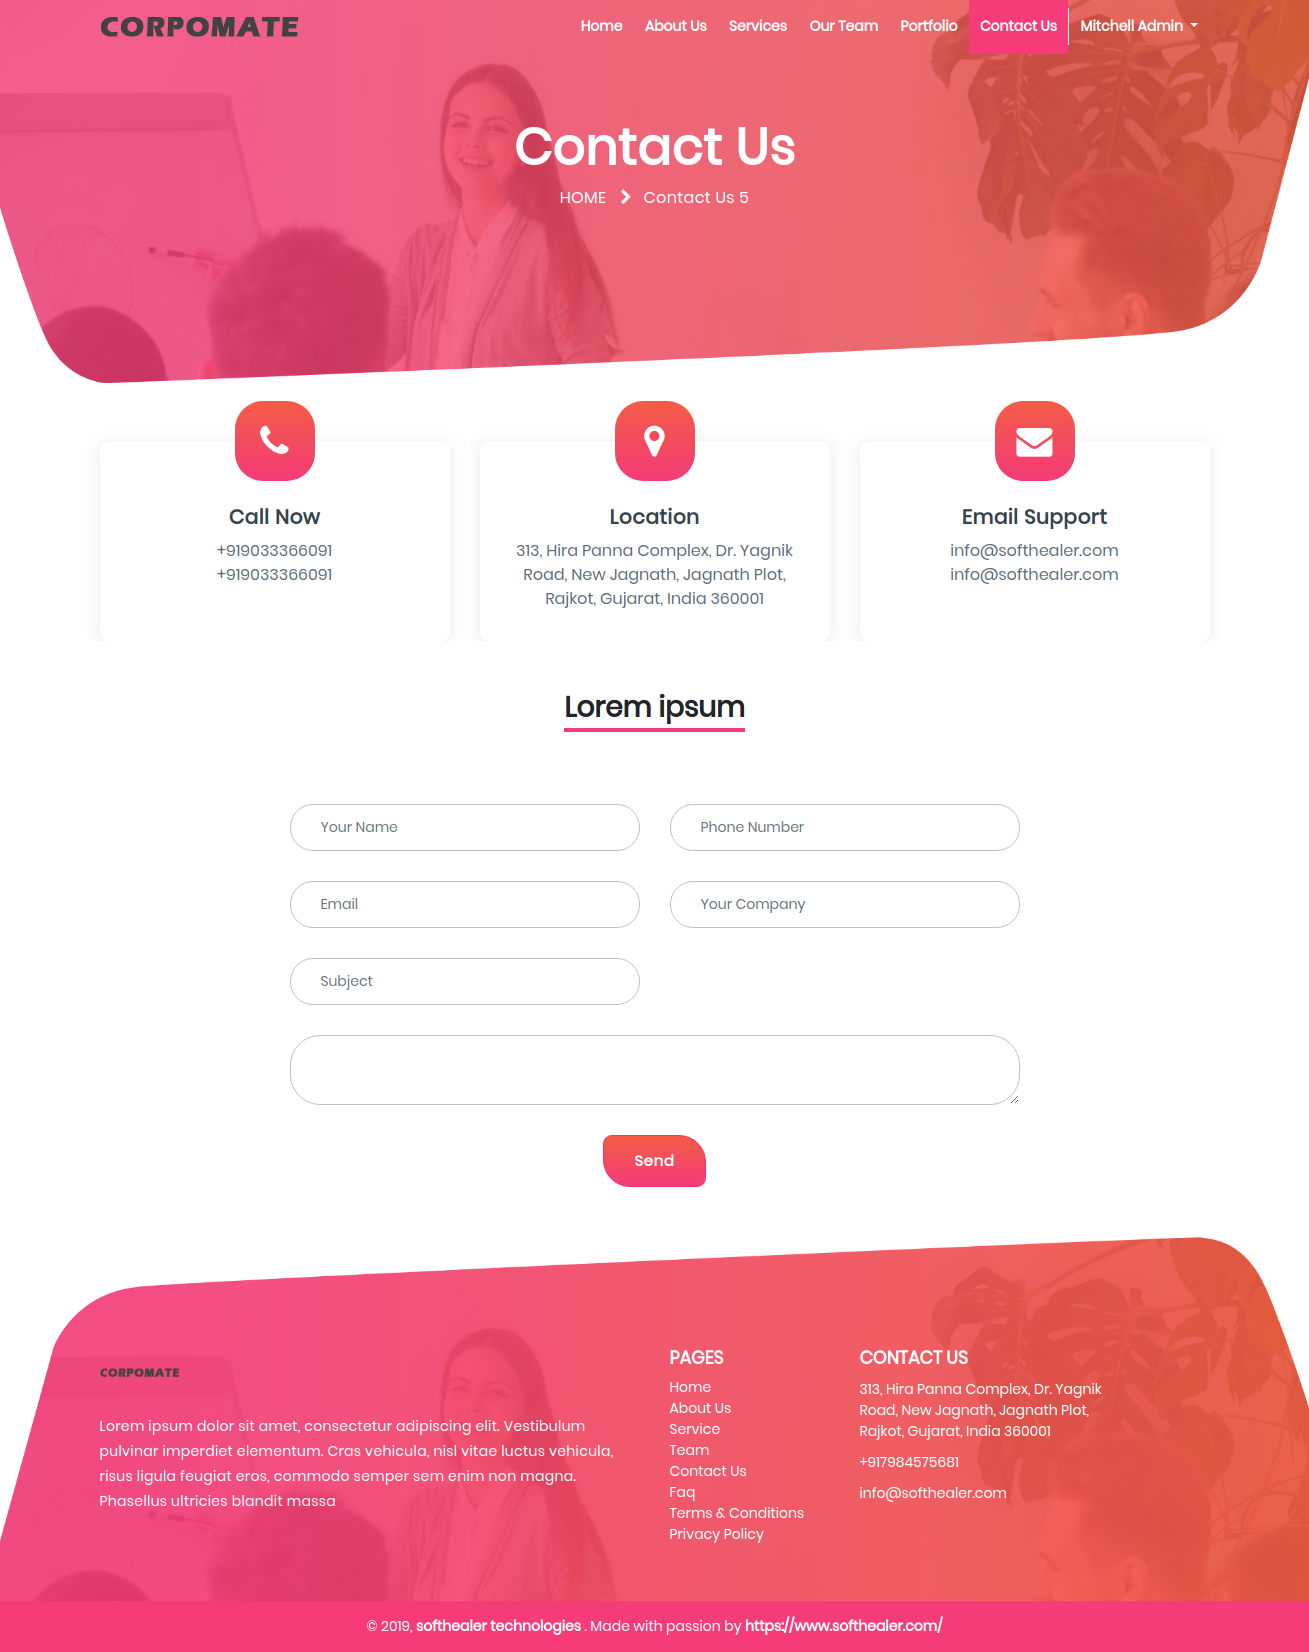 CORPOMATE
Home About Us Services Our Team Portfolio Contact Us Mitchell Admin
Contact Us
HOME Contact Us 5
Call Now
+919033366091
+919033366091
Location
313, Hira Panna Complex, Dr. Yagnik
Road, New Jagnath, Jagnath Plot,
Rajkot, Gujarat, India 360001
Email Support
info@softhealer.com
info@softhealer.com
Lorem ipsum
Your Name
Phone Number
Email
Your Company
Subject
Send
CORPOMATE
Lorem ipsum dolor sit amet, consectetur adipiscing elit. Vestibulum
pulvinar imperdiet elementum. Cras vehicula, nisl vitae luctus vehicula,
risus ligula feugiat eros, commodo semper sem enim non magna.
Phasellus ultricies blandit massa
PAGES
Home
About Us
Service
Team
Contact Us
Faq
Terms & Conditions
Privacy Policy
CONTACT US
313, Hira Panna Complex, Dr. Yagnik
Road, New Jagnath, Jagnath Plot,
Rajkot, Gujarat, India 360001
+917984575681
info@softhealer.com
© 2019, softhealer technologies . Made with passion by https://www.softhealer.com/